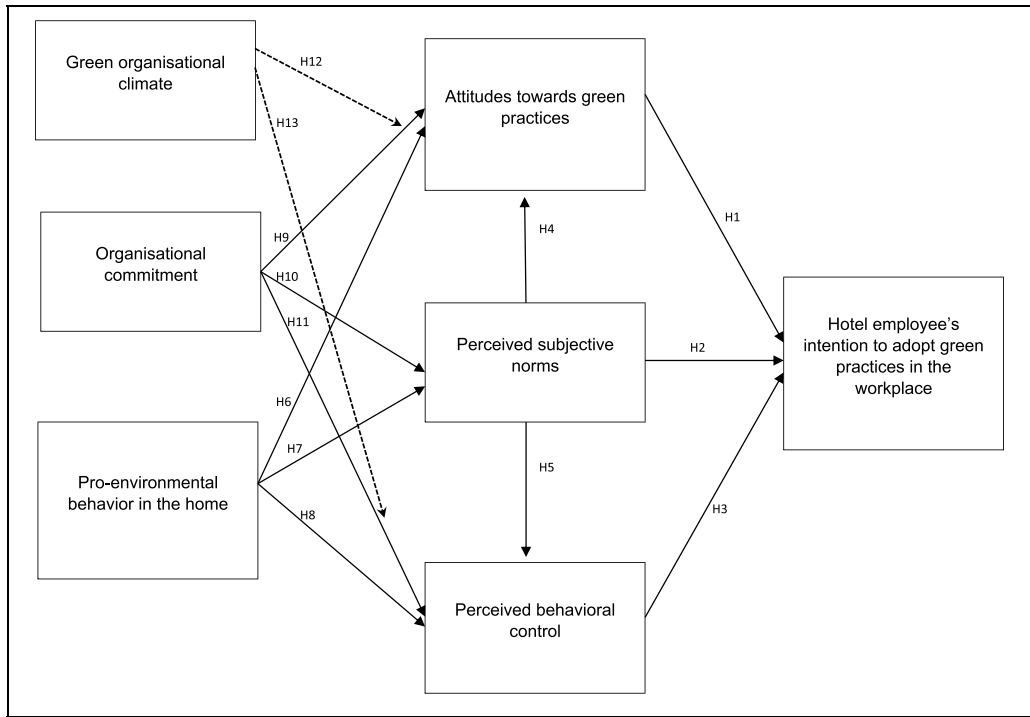 Green organisational
climate
H12
H13
Attitudes towards green
practices
H1
Organisational
commitment
H9
H10
H11
H4
Perceived subjective
norms
H2
Hotel employee's
intention to adopt green
practices in the
workplace
H6
H7
H8
Pro-environmental
behavior in the home
H5
H3
Perceived behavioral
control